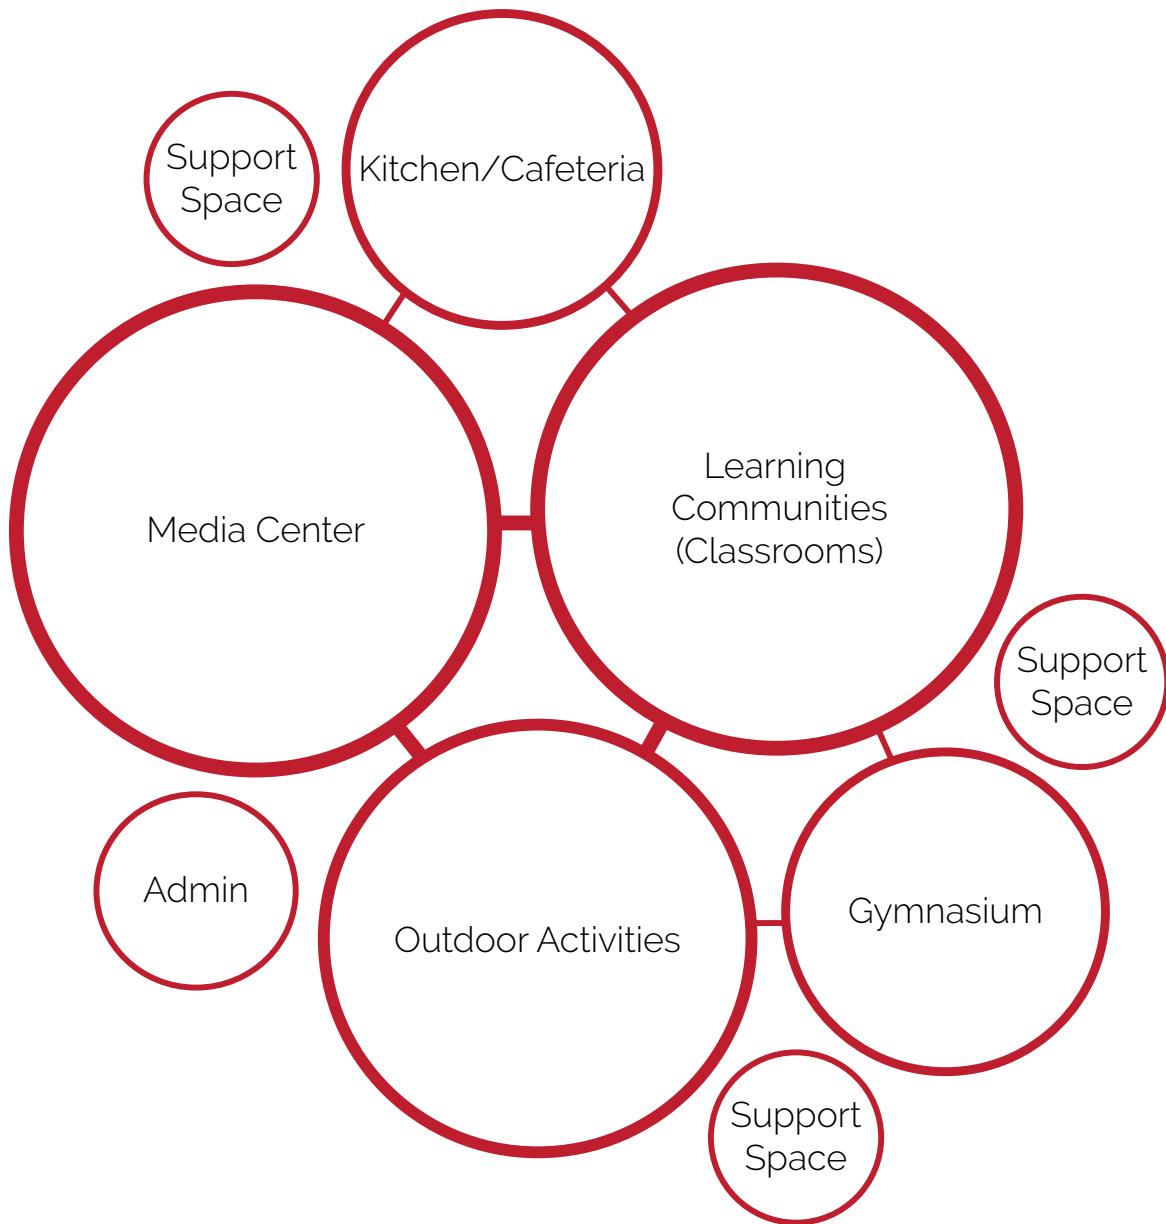 Support
Space
Kitchen/Cafeteria
Media Center
Learning
Communities
(Classrooms)
Support
Space
Admin
Outdoor Activities
Gymnasium
Support
Space